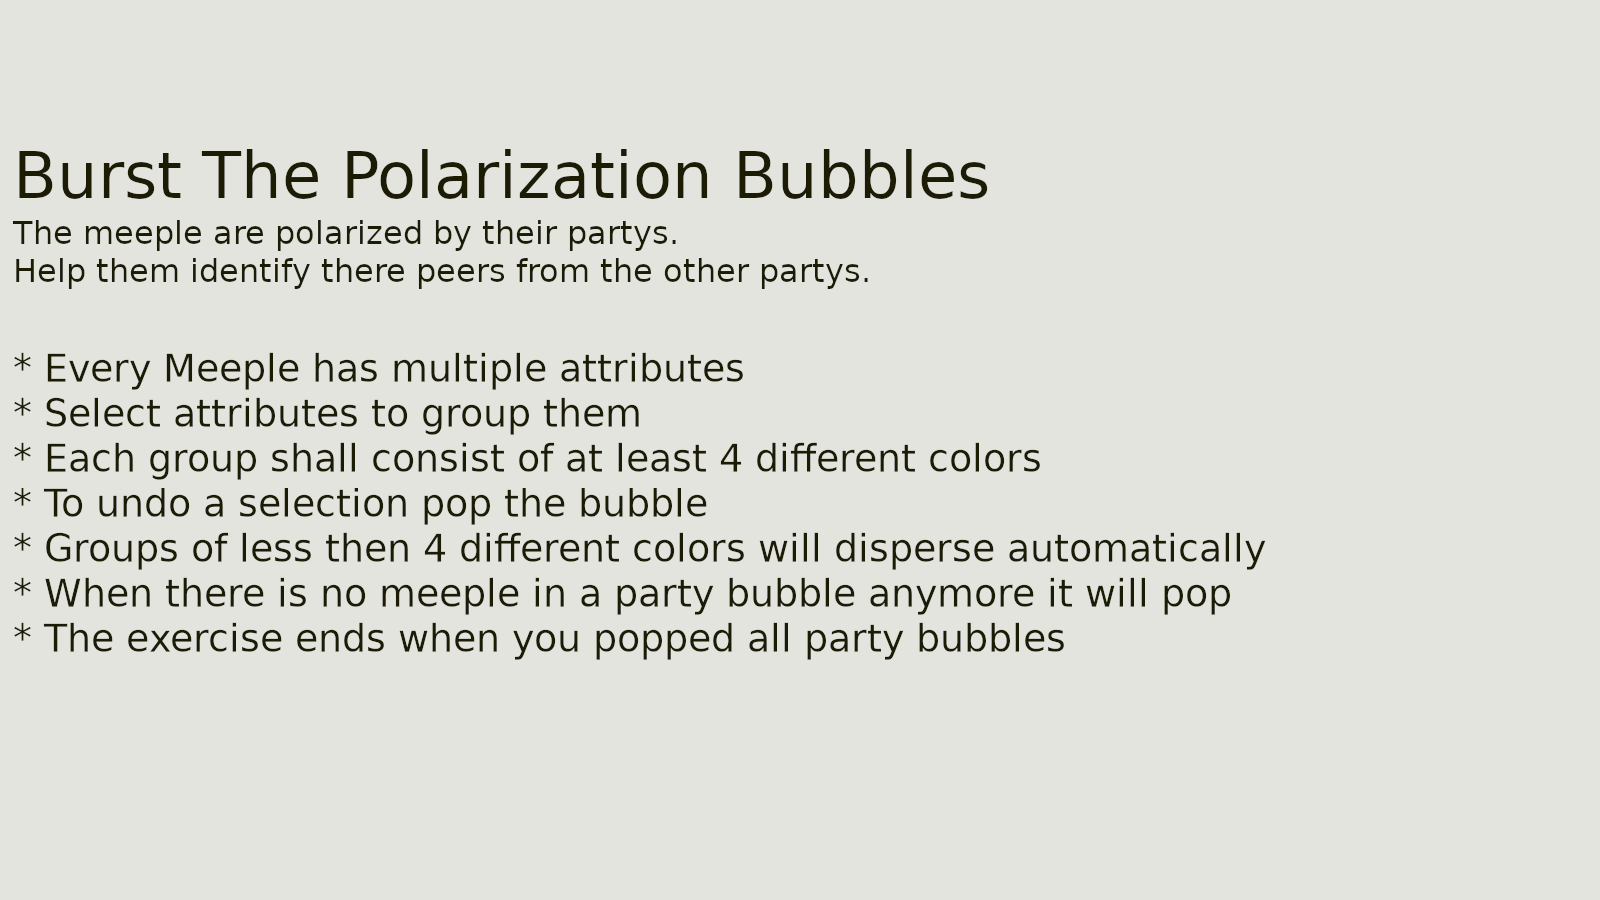 Burst The Polarization Bubbles
The meeple are polarized by their partys.
Help them identify there peers from the other partys.
* Every Meeple has multiple attributes
* Select attributes to group them
* Each group shall consist of at least 4 different colors
* To undo a selection pop the bubble
* Groups of less then 4 different colors will disperse automatically
* When there is no meeple in a party bubble anymore it will pop
* The exercise ends when you popped all party bubbles